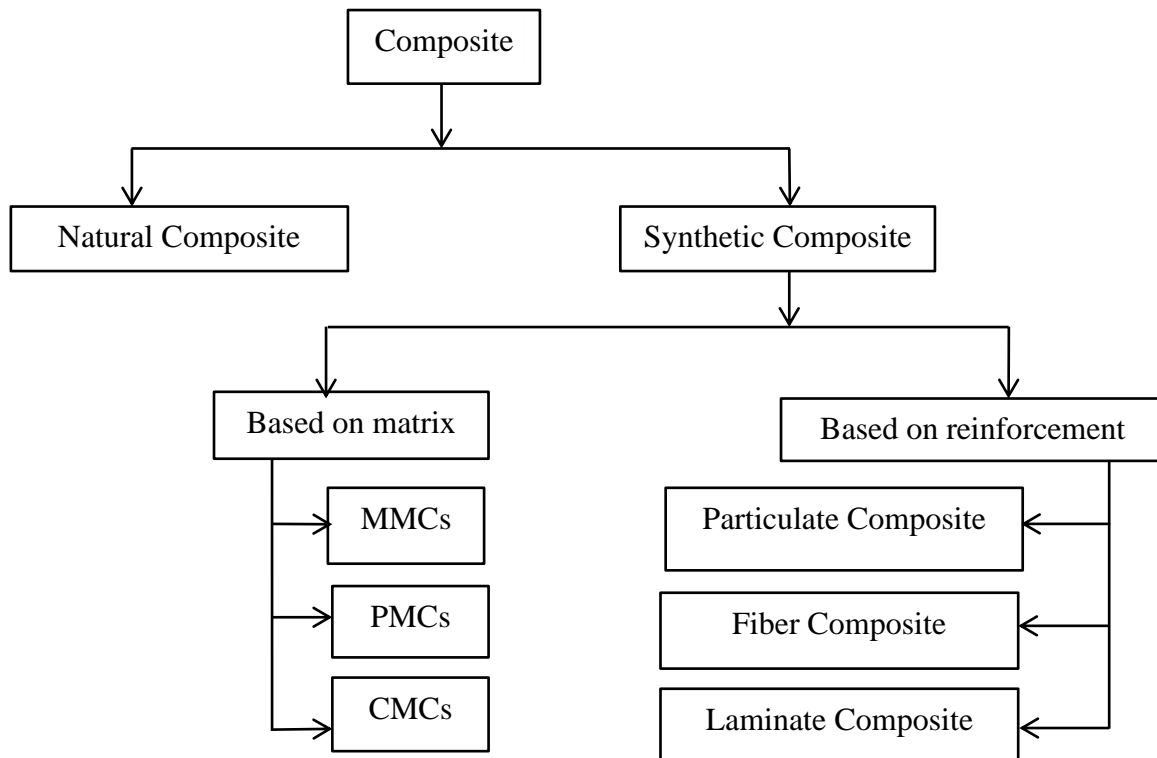 Composite
Natural Composite
Synthetic Composite
Based on matrix
Based on reinforcement
MMCs
PMCs
CMCs
Particulate Composite
Fiber Composite
Laminate Composite